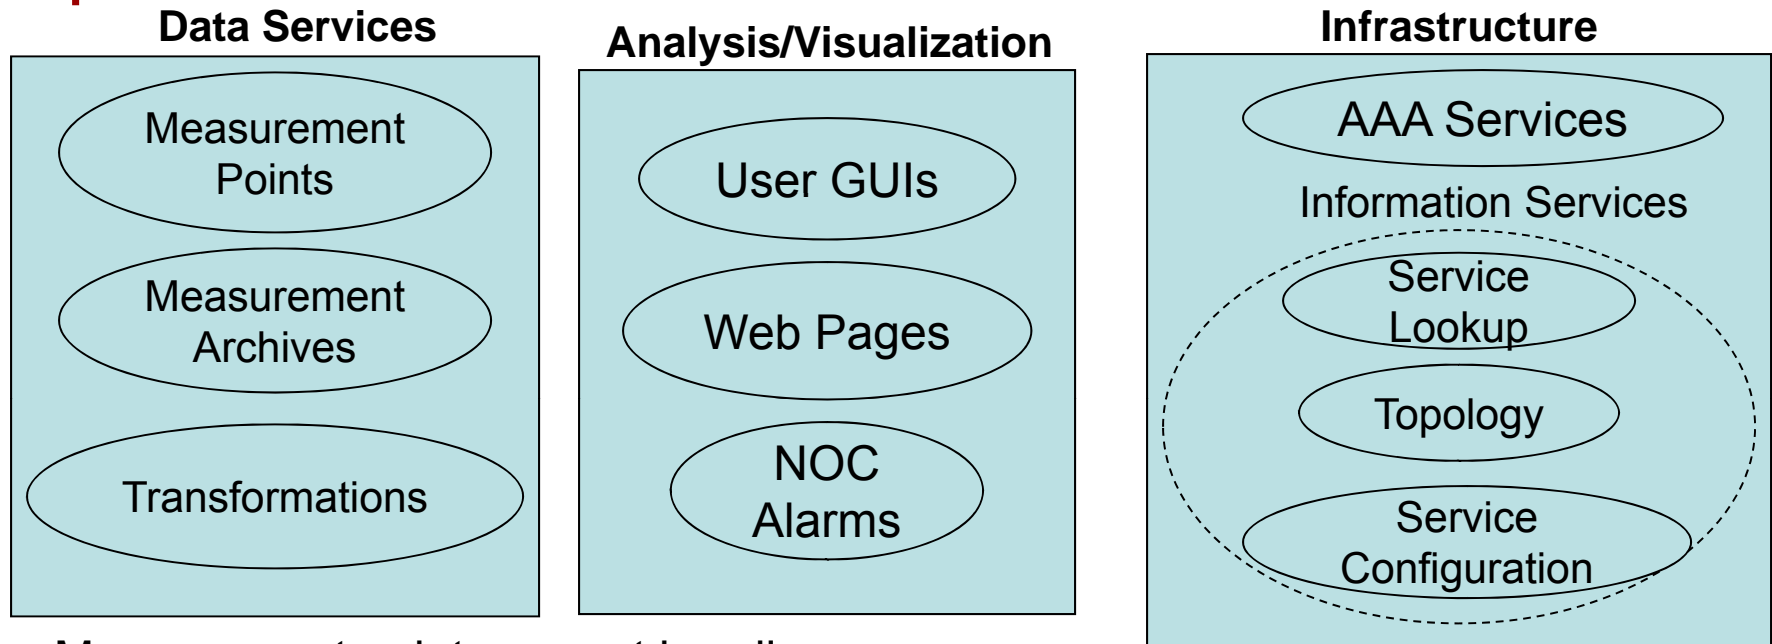 Data Services
Measurement
Points
Measurement
Archives
Transformations
Analysis/Visualization
User GUIs
Web Pages
NOC
Alarms
Infrastructure
AAA Services
Information Services
Service
Lookup
Topology
Service
Configuration